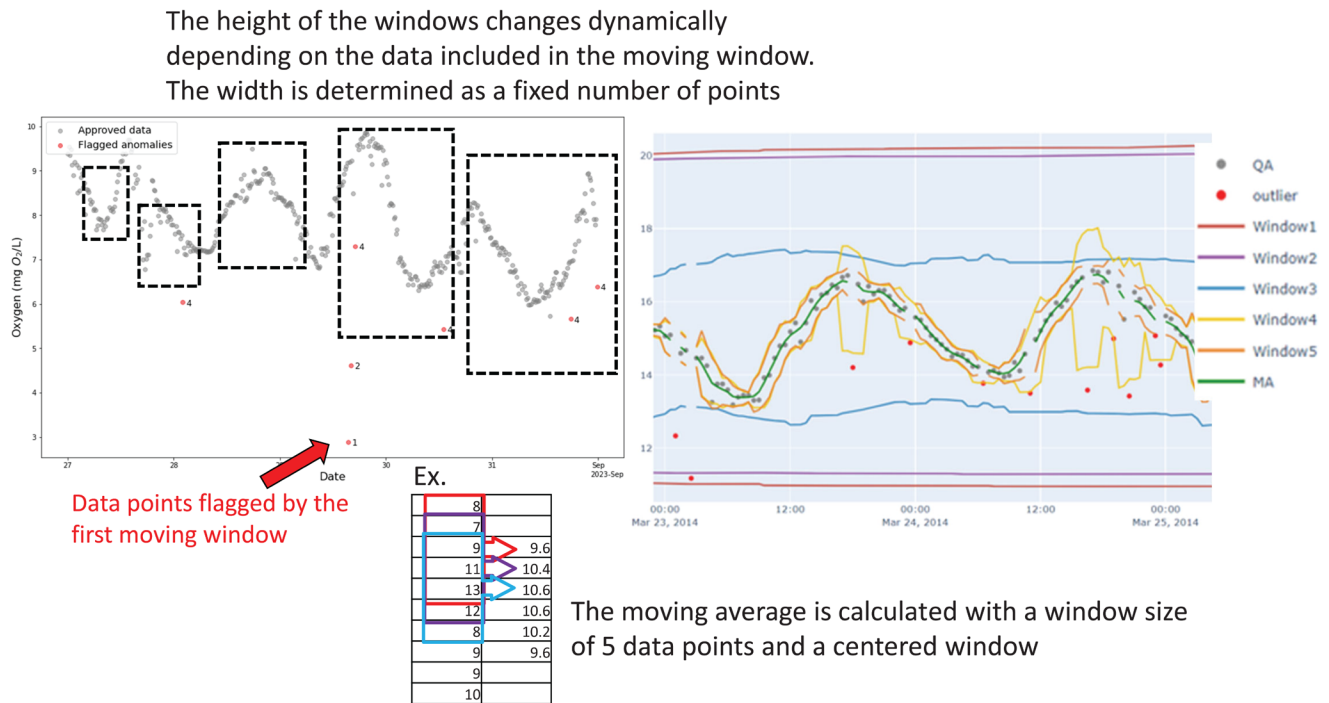 The height of the windows changes dynamically
depending on the data included in the moving window.
The width is determined as a fixed number of points
Approved data
Flagged anomalies
Oxygen (mg O₂/L)
10
9
8
7
6
5
4
3
4
4
4
4
4
2
1
27
28
30
31
Sep
2023-Sep
Date
Data points flagged by the
first moving window
20
18
16
14
12
00:00
Mar 23, 2014
12:00
00:00
Mar 24, 2014
12:00
00:00
Mar 25, 2014
QA
outlier
Window1
Window2
Window3
Window4
Window5
MA
Ex.
8
7
9 9.6
11 10.4
13 10.6
12 10.6
8 10.2
9 9.6
9
10
The moving average is calculated with a window size
of 5 data points and a centered window